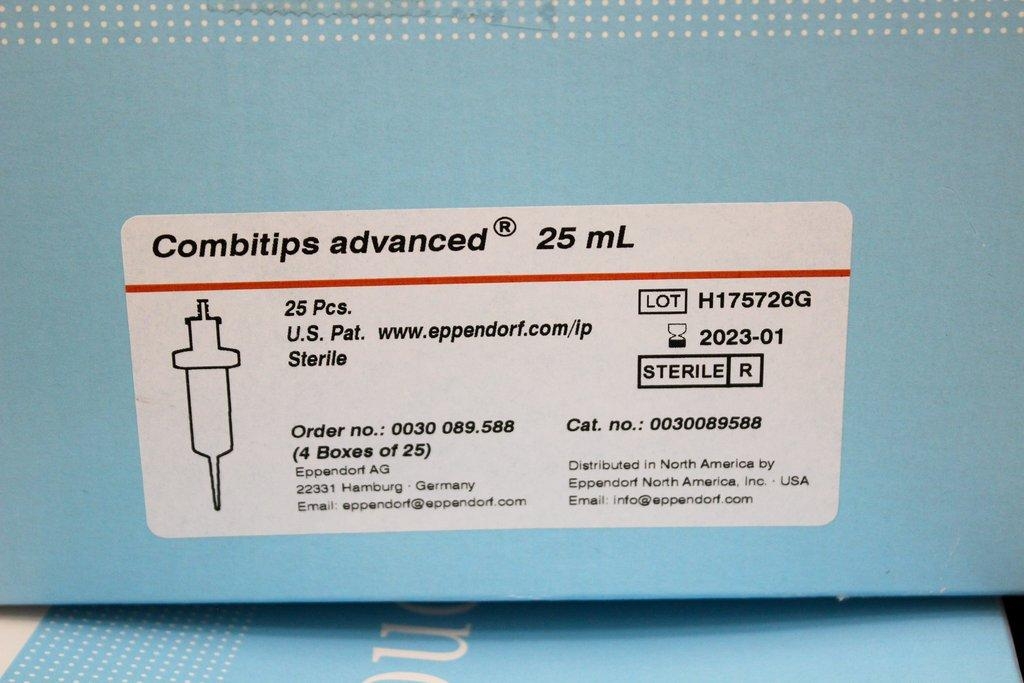 Combitips advanced® 25 mL
25 Pcs.
U.S. Pat. www.eppendorf.com/ip
Sterile
LOT H175726G
2023-01
STERILE R
Order no.: 0030 089.588
(4 Boxes of 25)
Eppendorf AG
22331 Hamburg · Germany
Email: eppendorf@eppendorf.com
Cat. no.: 0030089588
Distributed in North America by
Eppendorf North America, Inc. · USA
Email: info@eppendorf.com